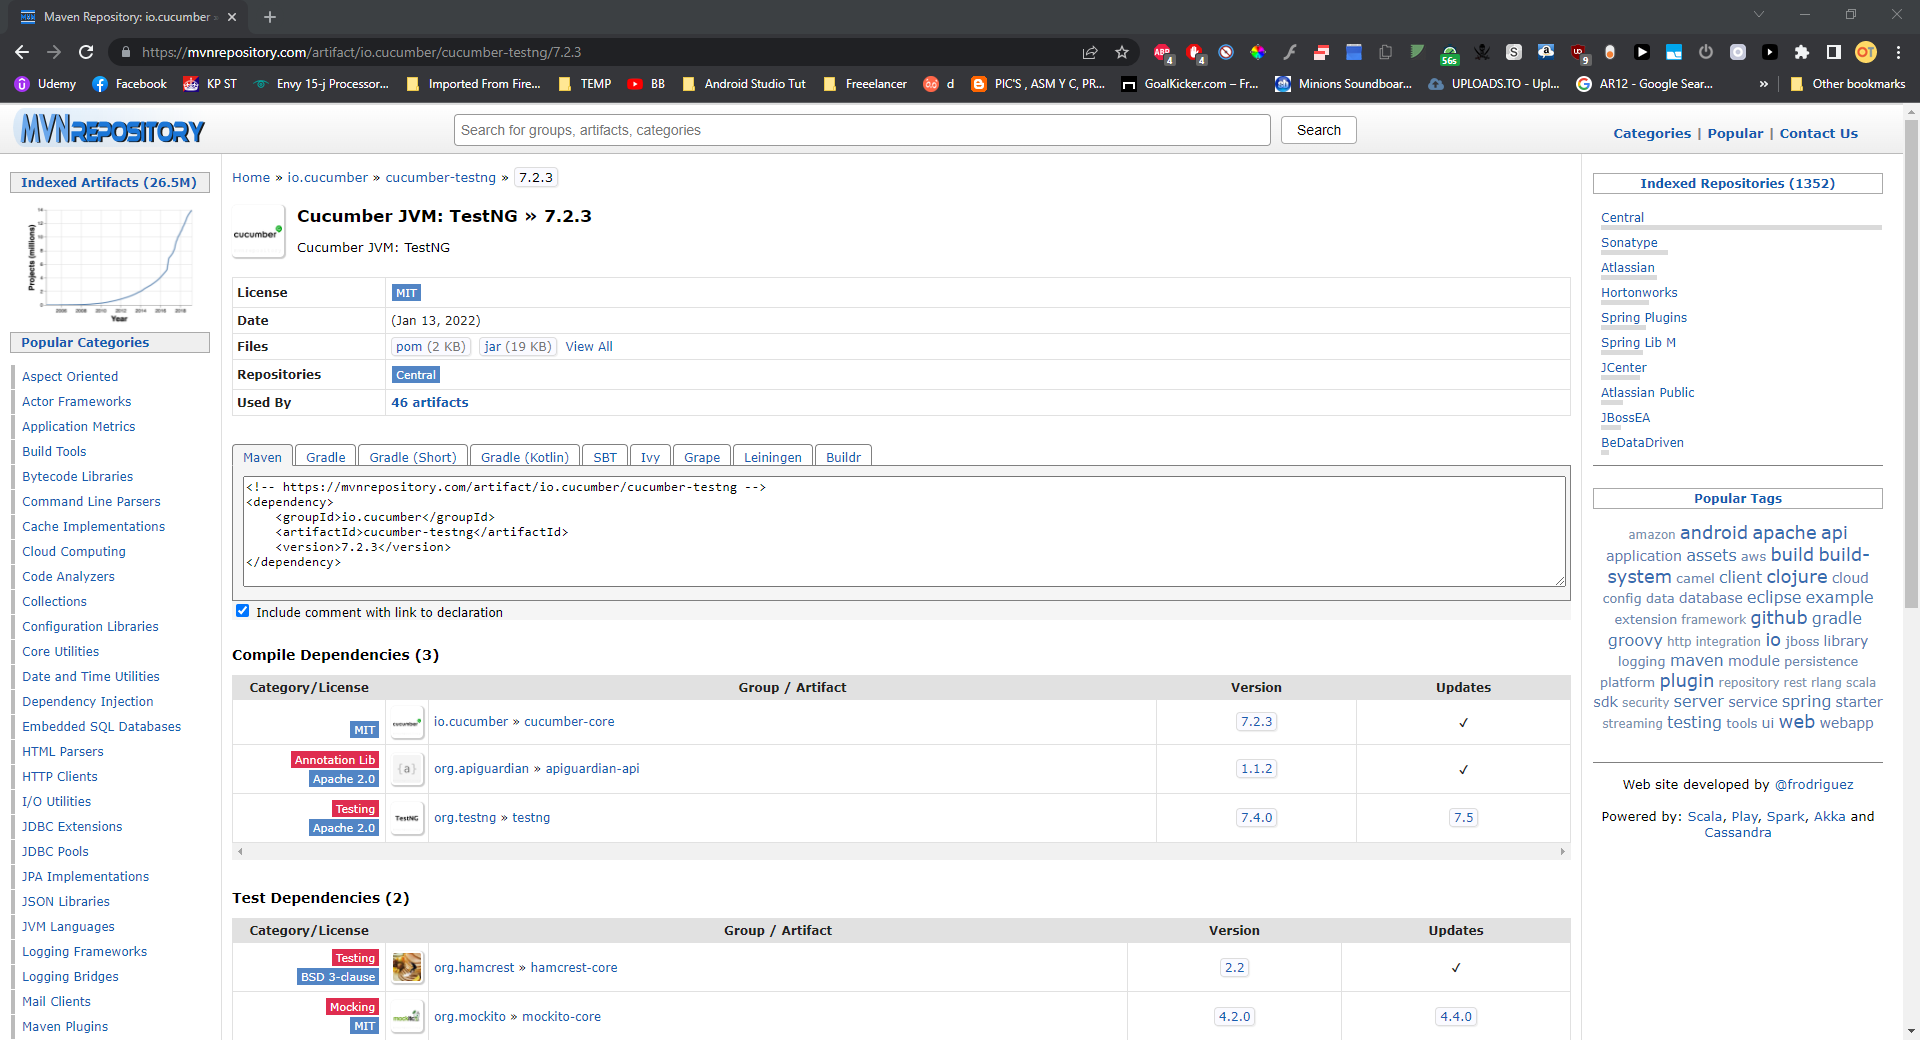 Maven Repository: io.cucumber »
https://mvnrepository.com/artifact/io.cucumber/cucumber-testng/7.2.3
Udemy
Facebook
KP ST
Envy 15-j Processor...
Imported From Fire...
TEMP
BB
Android Studio Tut
Freeelancer
d
PIC'S , ASM Y C, PR...
GoalKicker.com – Fr...
Minions Soundboar...
UPLOADS.TO - Upl...
AR12 - Google Sear...
»
Other bookmarks
MVNREPOSITORY
Search for groups, artifacts, categories
Search
Categories | Popular | Contact Us
Indexed Artifacts (26.5M)
Projects (millions)
Year
Popular Categories
Aspect Oriented
Actor Frameworks
Application Metrics
Build Tools
Bytecode Libraries
Command Line Parsers
Cache Implementations
Cloud Computing
Code Analyzers
Collections
Configuration Libraries
Core Utilities
Date and Time Utilities
Dependency Injection
Embedded SQL Databases
HTML Parsers
HTTP Clients
I/O Utilities
JDBC Extensions
JDBC Pools
JPA Implementations
JSON Libraries
JVM Languages
Logging Frameworks
Logging Bridges
Mail Clients
Maven Plugins
Home » io.cucumber » cucumber-testng » 7.2.3
cucumber
Cucumber JVM: TestNG » 7.2.3
Cucumber JVM: TestNG
License MIT
Date (Jan 13, 2022)
Files pom (2 KB) jar (19 KB) View All
Repositories Central
Used By 46 artifacts
Maven Gradle Gradle (Short) Gradle (Kotlin) SBT Ivy Grape Leiningen Buildr
<!-- https://mvnrepository.com/artifact/io.cucumber/cucumber-testng -->
<dependency>
<groupId>io.cucumber</groupId>
<artifactId>cucumber-testng</artifactId>
<version>7.2.3</version>
</dependency>
Include comment with link to declaration
Compile Dependencies (3)
Category/License Group / Artifact Version Updates
MIT cucumber io.cucumber » cucumber-core 7.2.3 ✓
Annotation Lib
Apache 2.0 {a} org.apiguardian » apiguardian-api 1.1.2 ✓
Testing
Apache 2.0 TestNG org.testng » testng 7.4.0 7.5
Test Dependencies (2)
Category/License Group / Artifact Version Updates
Testing
BSD 3-clause org.hamcrest » hamcrest-core 2.2 ✓
Mocking
MIT mockito org.mockito » mockito-core 4.2.0 4.4.0
Indexed Repositories (1352)
Central
Sonatype
Atlassian
Hortonworks
Spring Plugins
Spring Lib M
JCenter
Atlassian Public
JBossEA
BeDataDriven
Popular Tags
amazon android apache api
application assets aws build build-
system camel client clojure cloud
config data database eclipse example
extension framework github gradle
groovy http integration io jboss library
logging maven module persistence
platform plugin repository rest rlang scala
sdk security server service spring starter
streaming testing tools ui web webapp
Web site developed by @frodriguez
Powered by: Scala, Play, Spark, Akka and
Cassandra